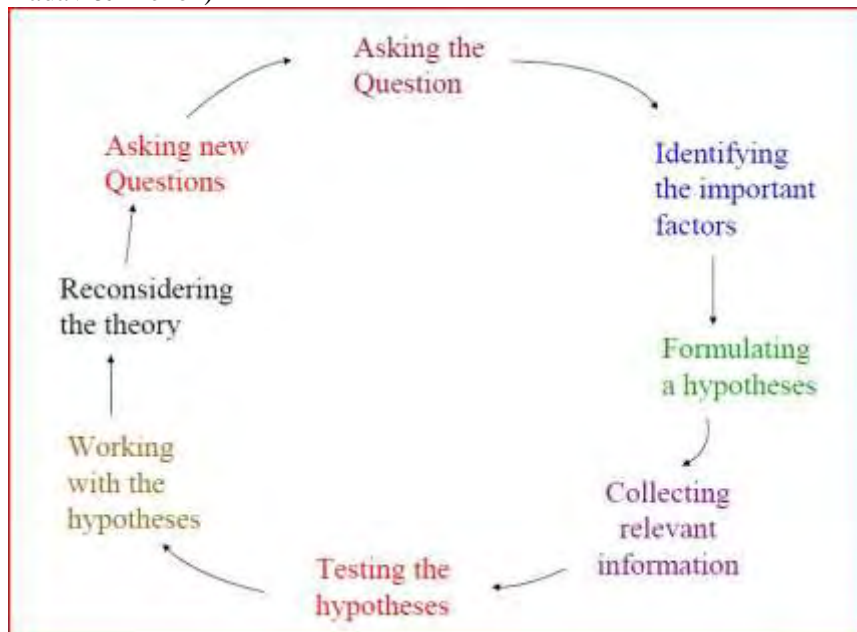 Asking the
Question
Identifying
the important
factors
Formulating
a hypotheses
Collecting
relevant
information
Testing the
hypotheses
Working
with the
hypotheses
Reconsidering
the theory
Asking new
Questions